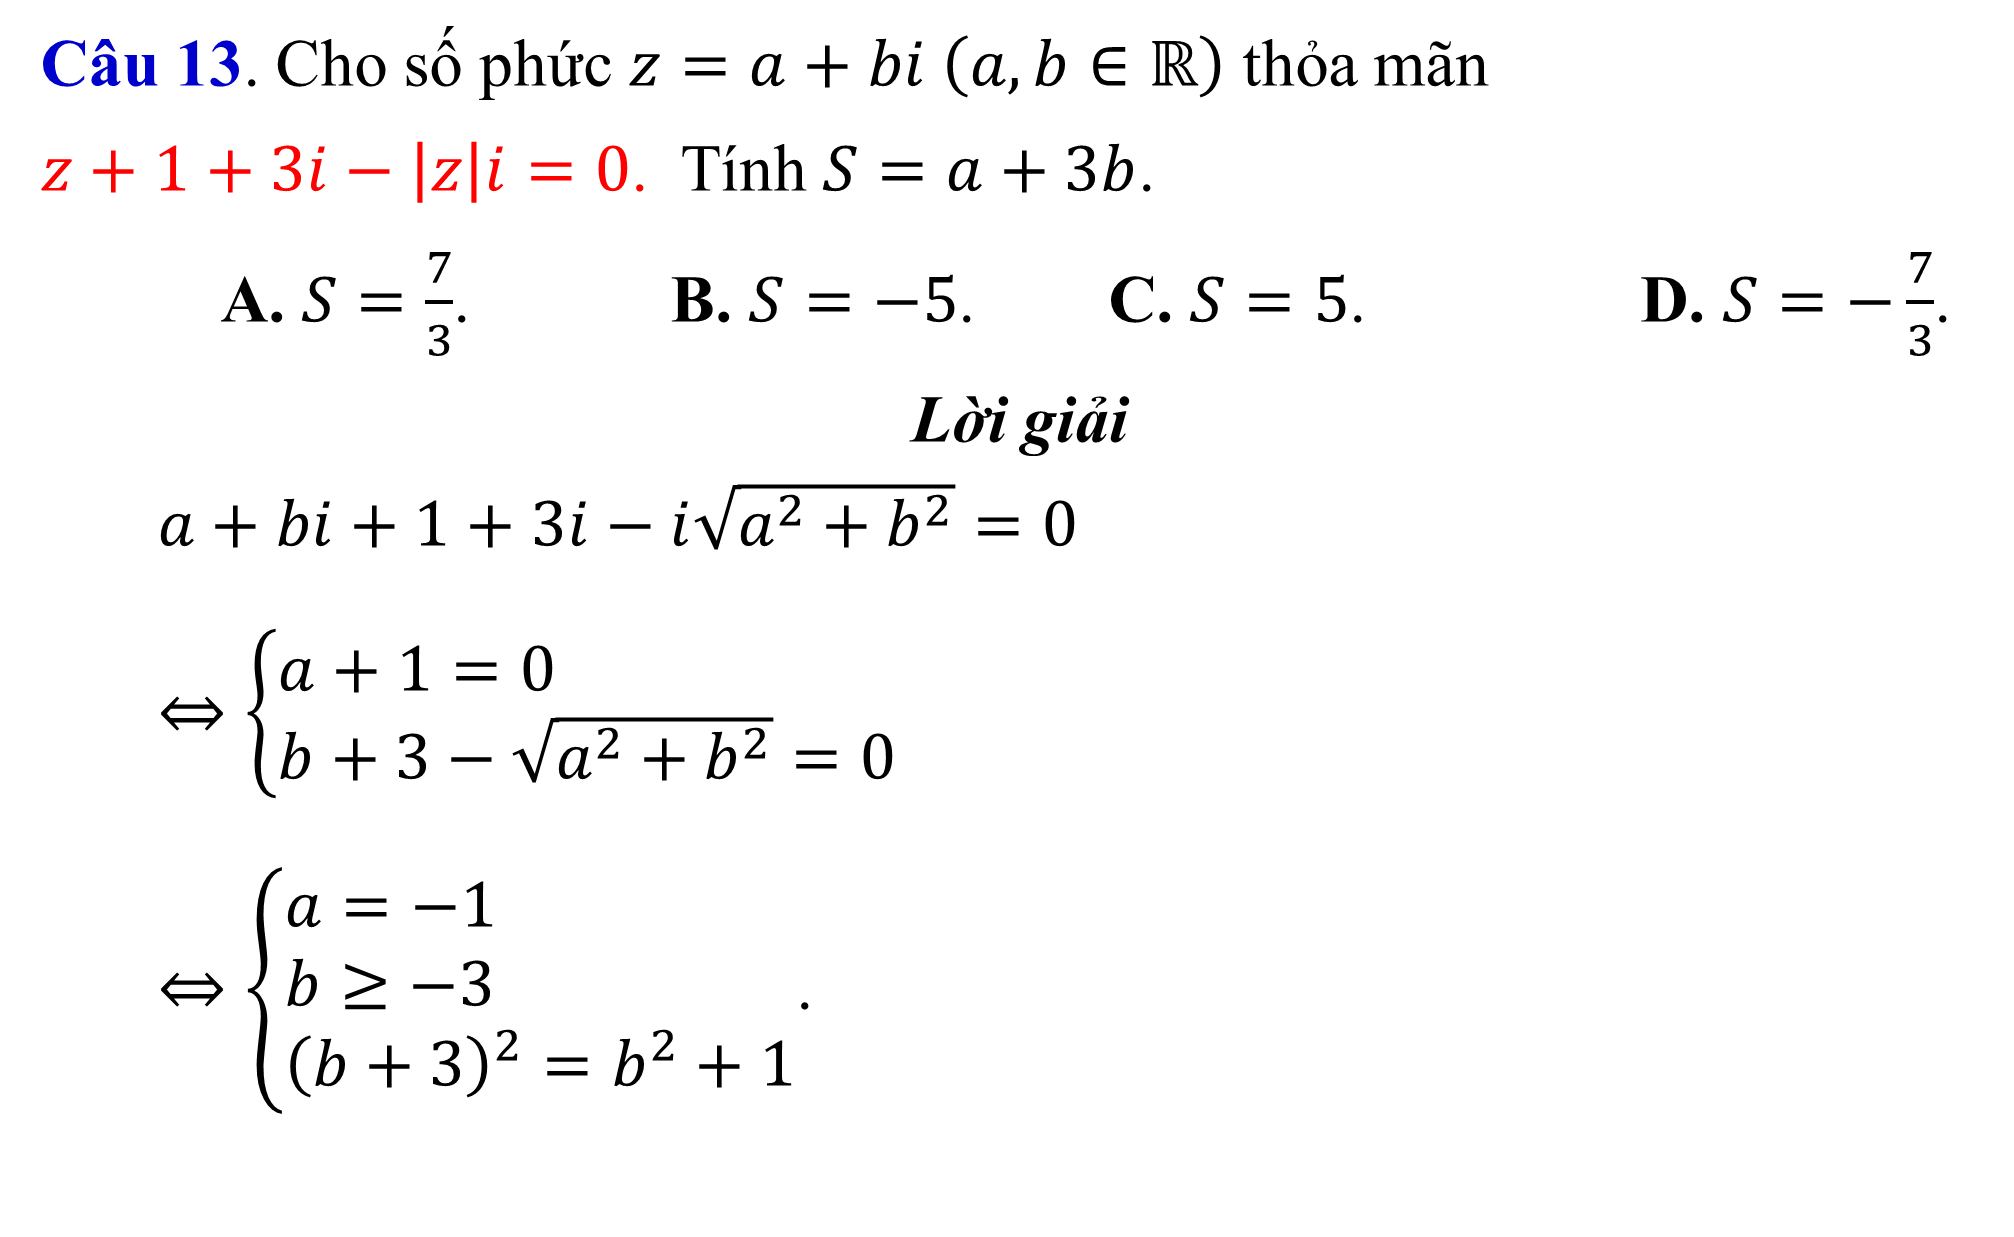 Câu 13. Cho số phức z = a + bi (a, b ∈ ℝ) thỏa mãn
z + 1 + 3i − |z|i = 0. Tính S = a + 3b.
A. S = 7/3. B. S = −5. C. S = 5. D. S = −7/3.
Lời giải
a + bi + 1 + 3i − i√(a² + b²) = 0
⇔ { a + 1 = 0
b + 3 − √(a² + b²) = 0
⇔ { a = −1
b ≥ −3
(b + 3)² = b² + 1 .